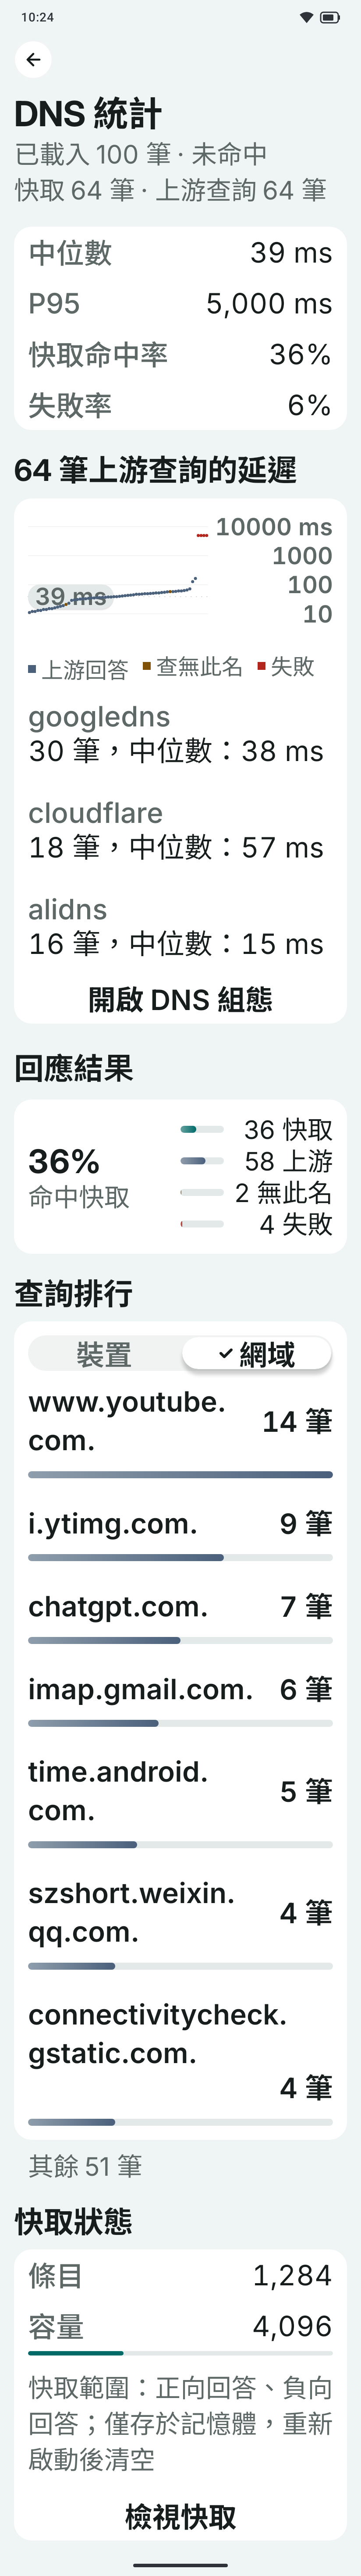 10:24
DNS 統計
已載入 100 筆 · 未命中
快取 64 筆 · 上游查詢 64 筆
中位數 39 ms
P95 5,000 ms
快取命中率 36%
失敗率 6%
64 筆上游查詢的延遲
10000 ms
1000
100
10
39 ms
上游回答 查無此名 失敗
googledns
30 筆，中位數：38 ms
cloudflare
18 筆，中位數：57 ms
alidns
16 筆，中位數：15 ms
開啟 DNS 組態
回應結果
36%
命中快取
36 快取
58 上游
2 無此名
4 失敗
查詢排行
裝置 網域
www.youtube.
com.
14 筆
i.ytimg.com. 9 筆
chatgpt.com. 7 筆
imap.gmail.com. 6 筆
time.android.
com.
5 筆
szshort.weixin.
qq.com.
4 筆
connectivitycheck.
gstatic.com.
4 筆
其餘 51 筆
快取狀態
條目 1,284
容量 4,096
快取範圍：正向回答、負向
回答；僅存於記憶體，重新
啟動後清空
檢視快取